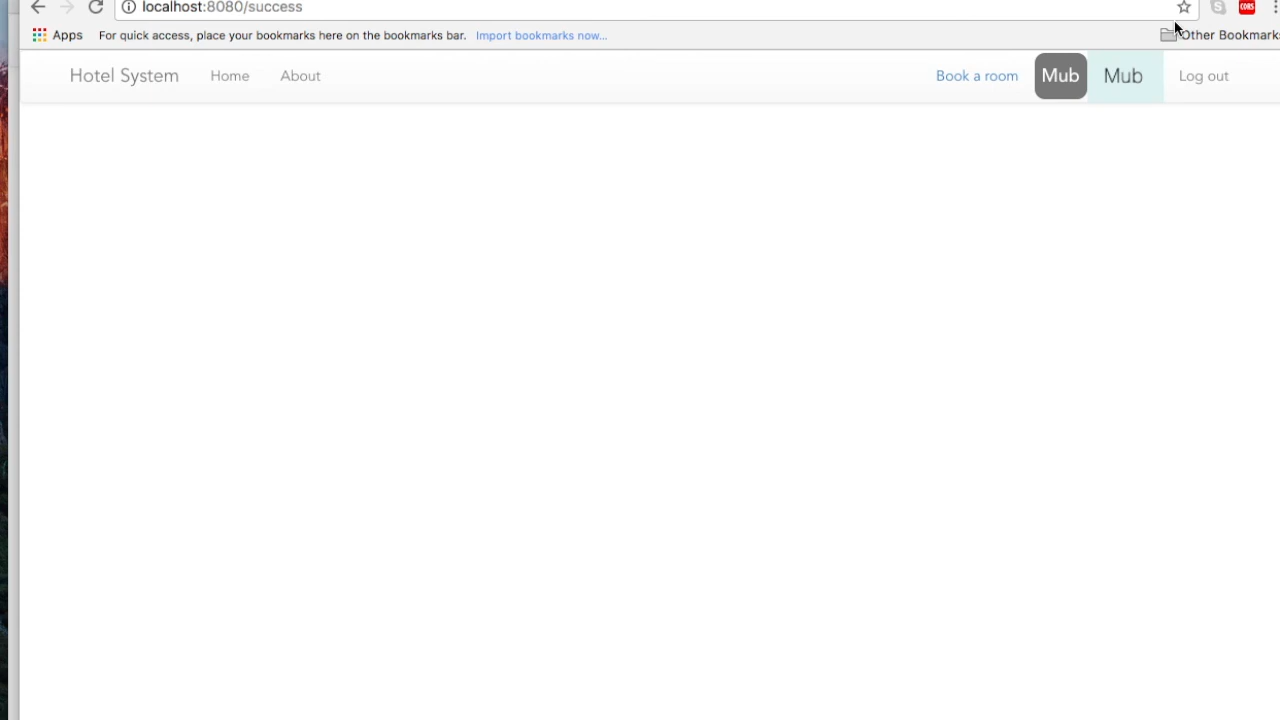 localhost:8080/success
CORS
Apps For quick access, place your bookmarks here on the bookmarks bar. Import bookmarks now... Other Bookmarks
Hotel System Home About Book a room Mub Mub Log out